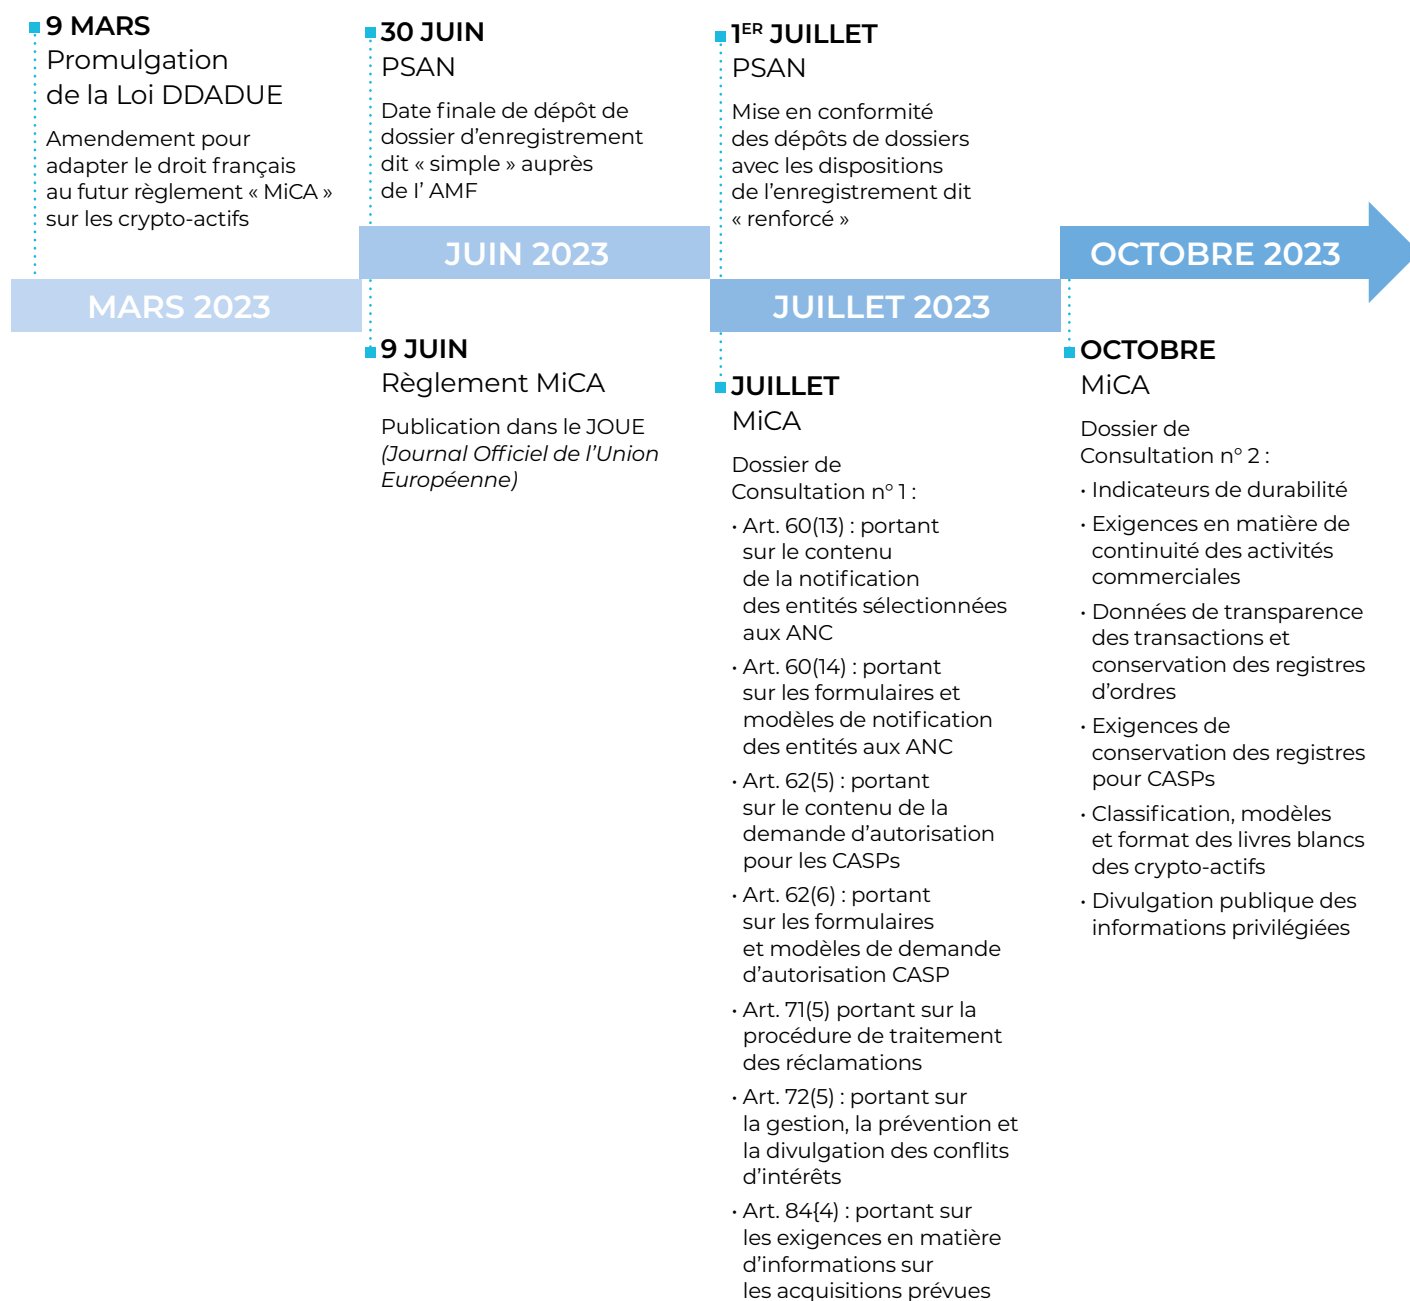 9 MARS
Promulgation
de la Loi DDADUE
Amendement pour
adapter le droit français
au futur règlement « MiCA »
sur les crypto-actifs
30 JUIN
PSAN
Date finale de dépôt de
dossier d’enregistrement
dit « simple » auprès
de l’ AMF
1ER JUILLET
PSAN
Mise en conformité
des dépôts de dossiers
avec les dispositions
de l’enregistrement dit
« renforcé »
MARS 2023
JUIN 2023
JUILLET 2023
OCTOBRE 2023
9 JUIN
Règlement MiCA
Publication dans le JOUE
(Journal Officiel de l’Union
Européenne)
JUILLET
MiCA
Dossier de
Consultation n° 1 :
• Art. 60(13) : portant
sur le contenu
de la notification
des entités sélectionnées
aux ANC
• Art. 60(14) : portant
sur les formulaires et
modèles de notification
des entités aux ANC
• Art. 62(5) : portant
sur le contenu de la
demande d’autorisation
pour les CASPs
• Art. 62(6) : portant
sur les formulaires
et modèles de demande
d’autorisation CASP
• Art. 71(5) portant sur la
procédure de traitement
des réclamations
• Art. 72(5) : portant sur
la gestion, la prévention et
la divulgation des conflits
d’intérêts
• Art. 84{4) : portant sur
les exigences en matière
d’informations sur
les acquisitions prévues
OCTOBRE
MiCA
Dossier de
Consultation n° 2 :
• Indicateurs de durabilité
• Exigences en matière de
continuité des activités
commerciales
• Données de transparence
des transactions et
conservation des registres
d’ordres
• Exigences de
conservation des registres
pour CASPs
• Classification, modèles
et format des livres blancs
des crypto-actifs
• Divulgation publique des
informations privilégiées